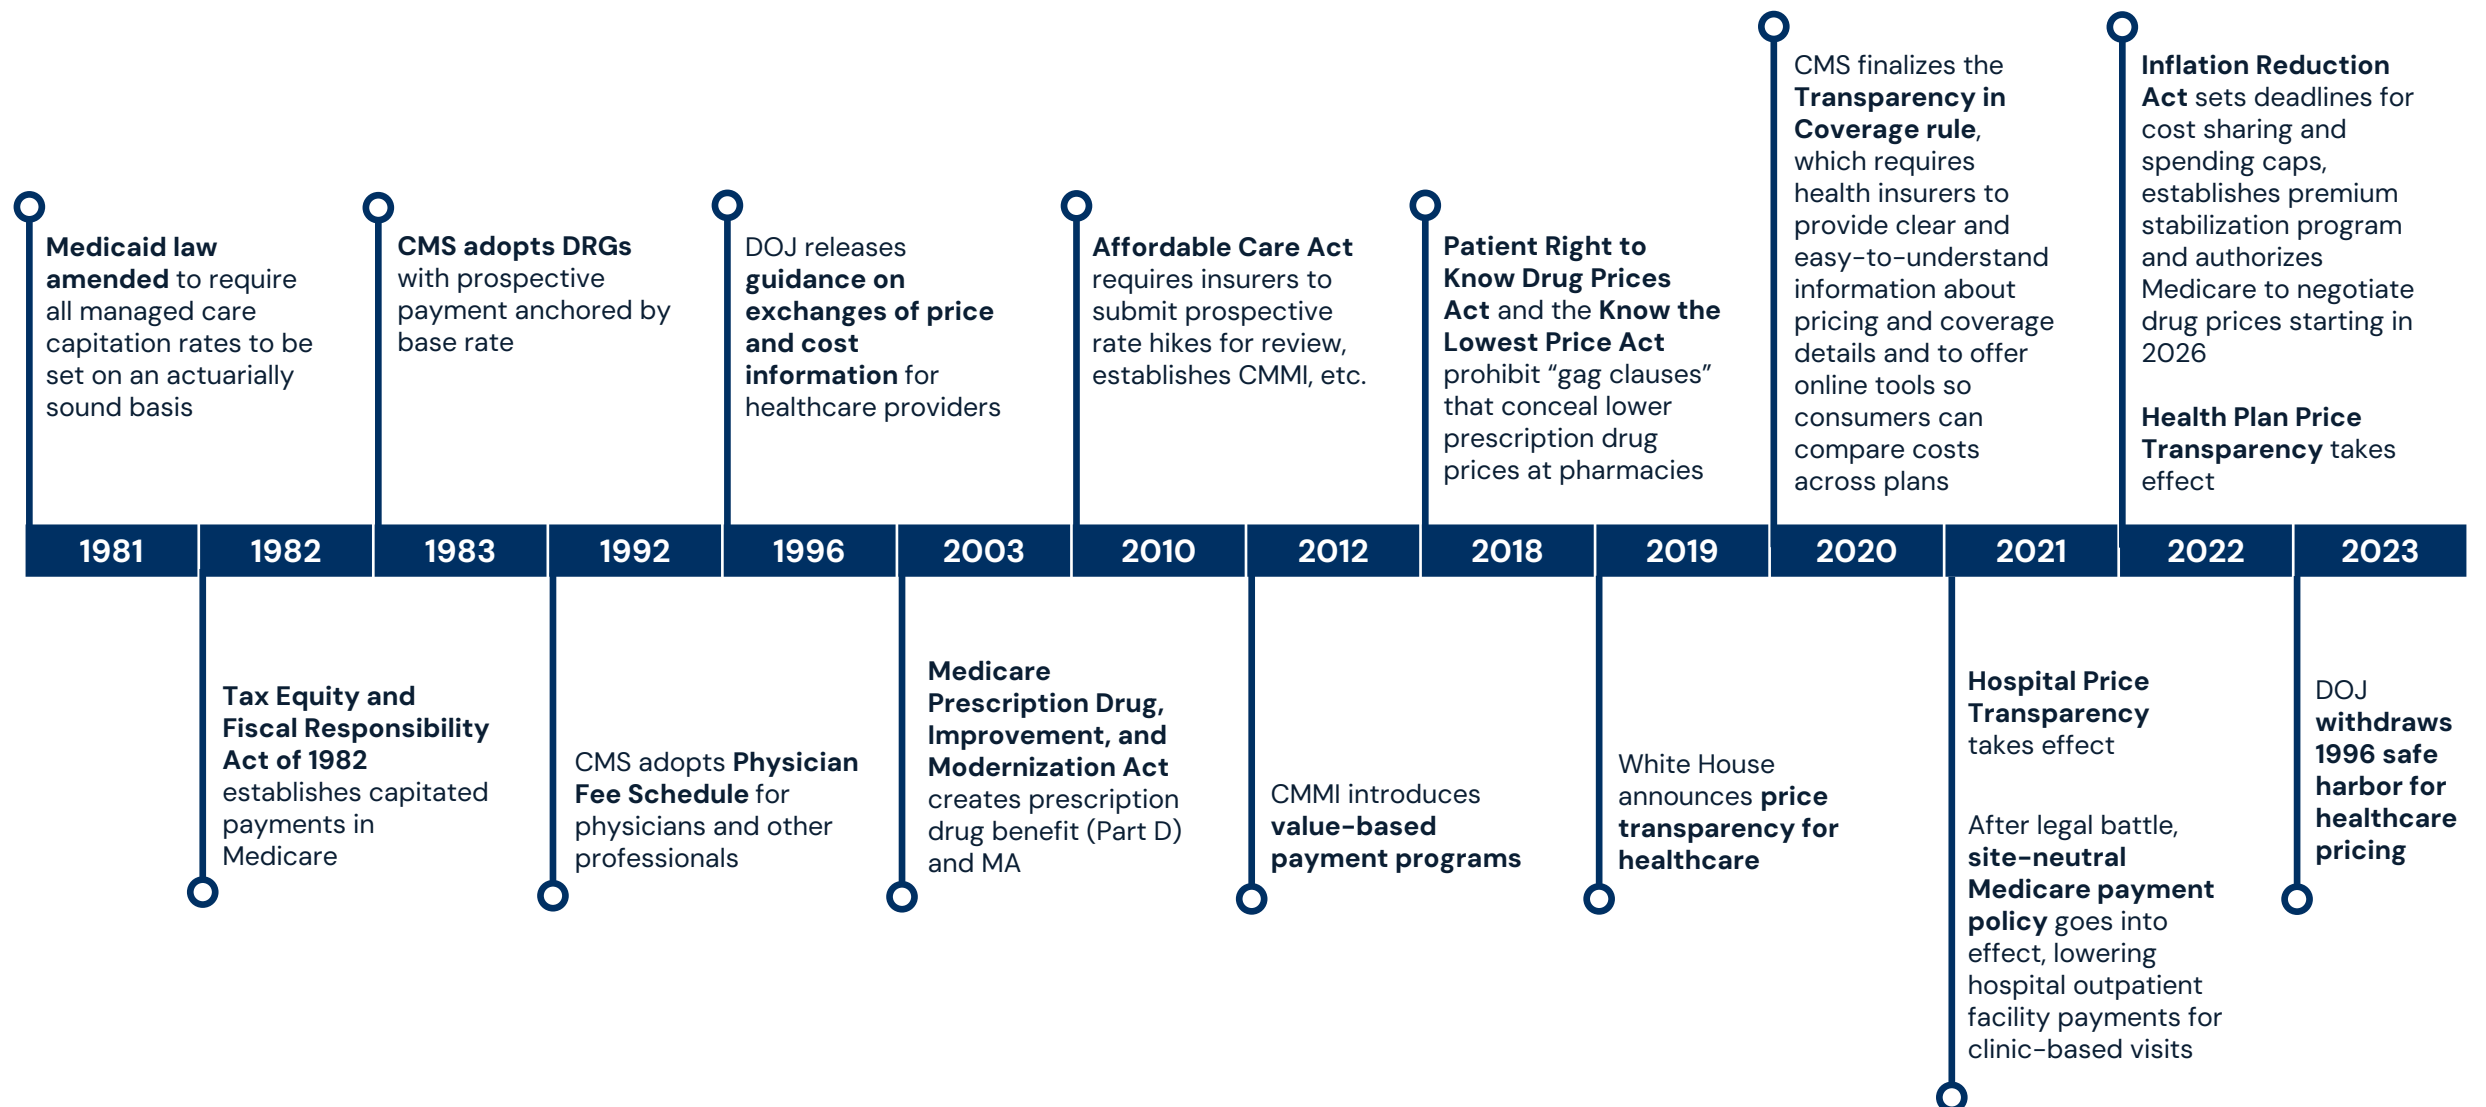 Medicaid law
amended to require
all managed care
capitation rates to be
set on an actuarially
sound basis
CMS adopts DRGs
with prospective
payment anchored by
base rate
DOJ releases
guidance on
exchanges of price
and cost
information for
healthcare providers
Affordable Care Act
requires insurers to
submit prospective
rate hikes for review,
establishes CMMI, etc.
Patient Right to
Know Drug Prices
Act and the Know the
Lowest Price Act
prohibit “gag clauses”
that conceal lower
prescription drug
prices at pharmacies
CMS finalizes the
Transparency in
Coverage rule,
which requires
health insurers to
provide clear and
easy-to-understand
information about
pricing and coverage
details and to offer
online tools so
consumers can
compare costs
across plans
Inflation Reduction
Act sets deadlines for
cost sharing and
spending caps,
establishes premium
stabilization program
and authorizes
Medicare to negotiate
drug prices starting in
2026
Health Plan Price
Transparency takes
effect
1981 1982 1983 1992 1996 2003 2010 2012 2018 2019 2020 2021 2022 2023
Tax Equity and
Fiscal Responsibility
Act of 1982
establishes capitated
payments in
Medicare
CMS adopts Physician
Fee Schedule for
physicians and other
professionals
Medicare
Prescription Drug,
Improvement, and
Modernization Act
creates prescription
drug benefit (Part D)
and MA
CMMI introduces
value-based
payment programs
White House
announces price
transparency for
healthcare
Hospital Price
Transparency
takes effect
After legal battle,
site-neutral
Medicare payment
policy goes into
effect, lowering
hospital outpatient
facility payments for
clinic-based visits
DOJ
withdraws
1996 safe
harbor for
healthcare
pricing